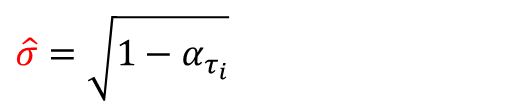 σ̂ = √(1 − α_{τ_i})